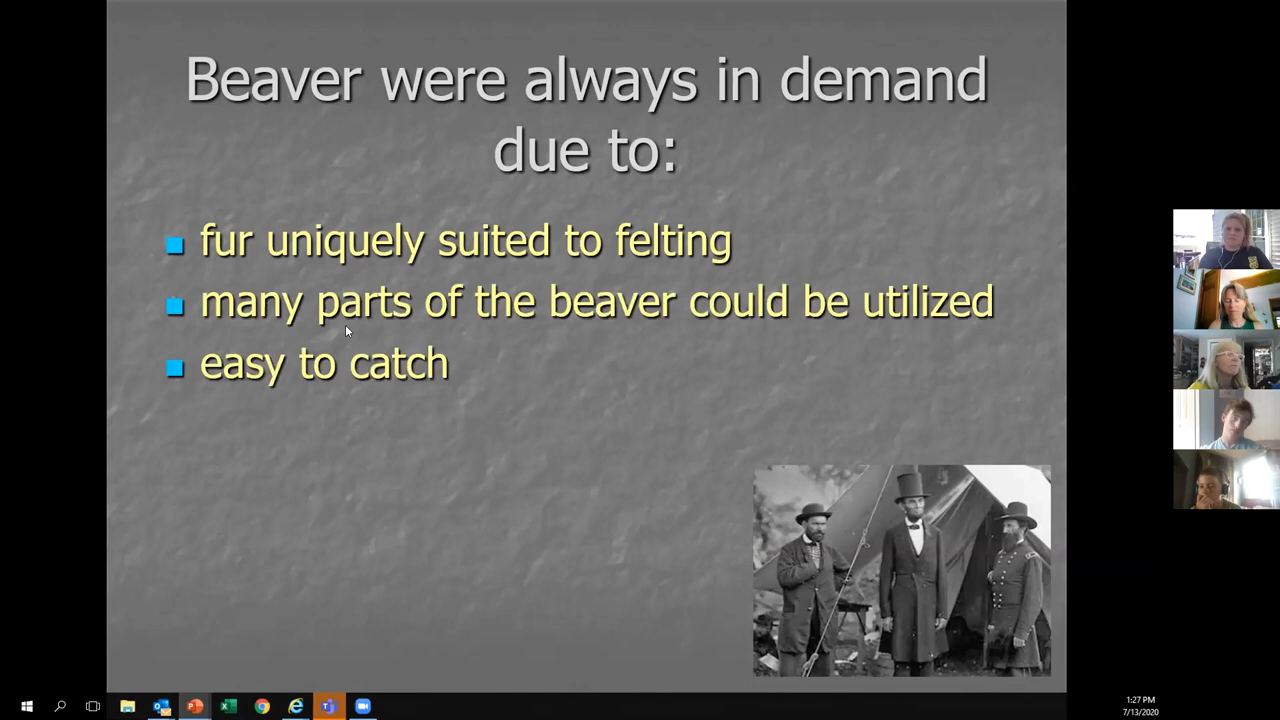 Beaver were always in demand
due to:
fur uniquely suited to felting
many parts of the beaver could be utilized
easy to catch
1:27 PM
7/13/2020